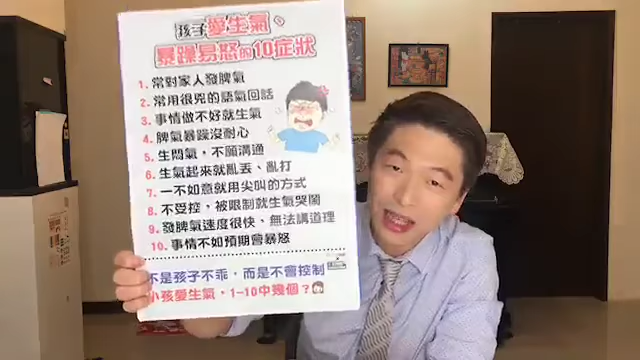 孩子愛生氣、
暴躁易怒的10症狀
1. 常對家人發脾氣
2. 常用很兇的語氣回話
3. 事情做不好就生氣
4. 脾氣暴躁沒耐心
5. 生悶氣，不願溝通
6. 生氣起來就亂丟、亂打
7. 一不如意就用尖叫的方式
8. 不受控，被限制就生氣哭鬧
9. 發脾氣速度很快、無法講道理
10. 事情不如預期會暴怒
不是孩子不乖，而是不會控制
小孩愛生氣，1-10中幾個？